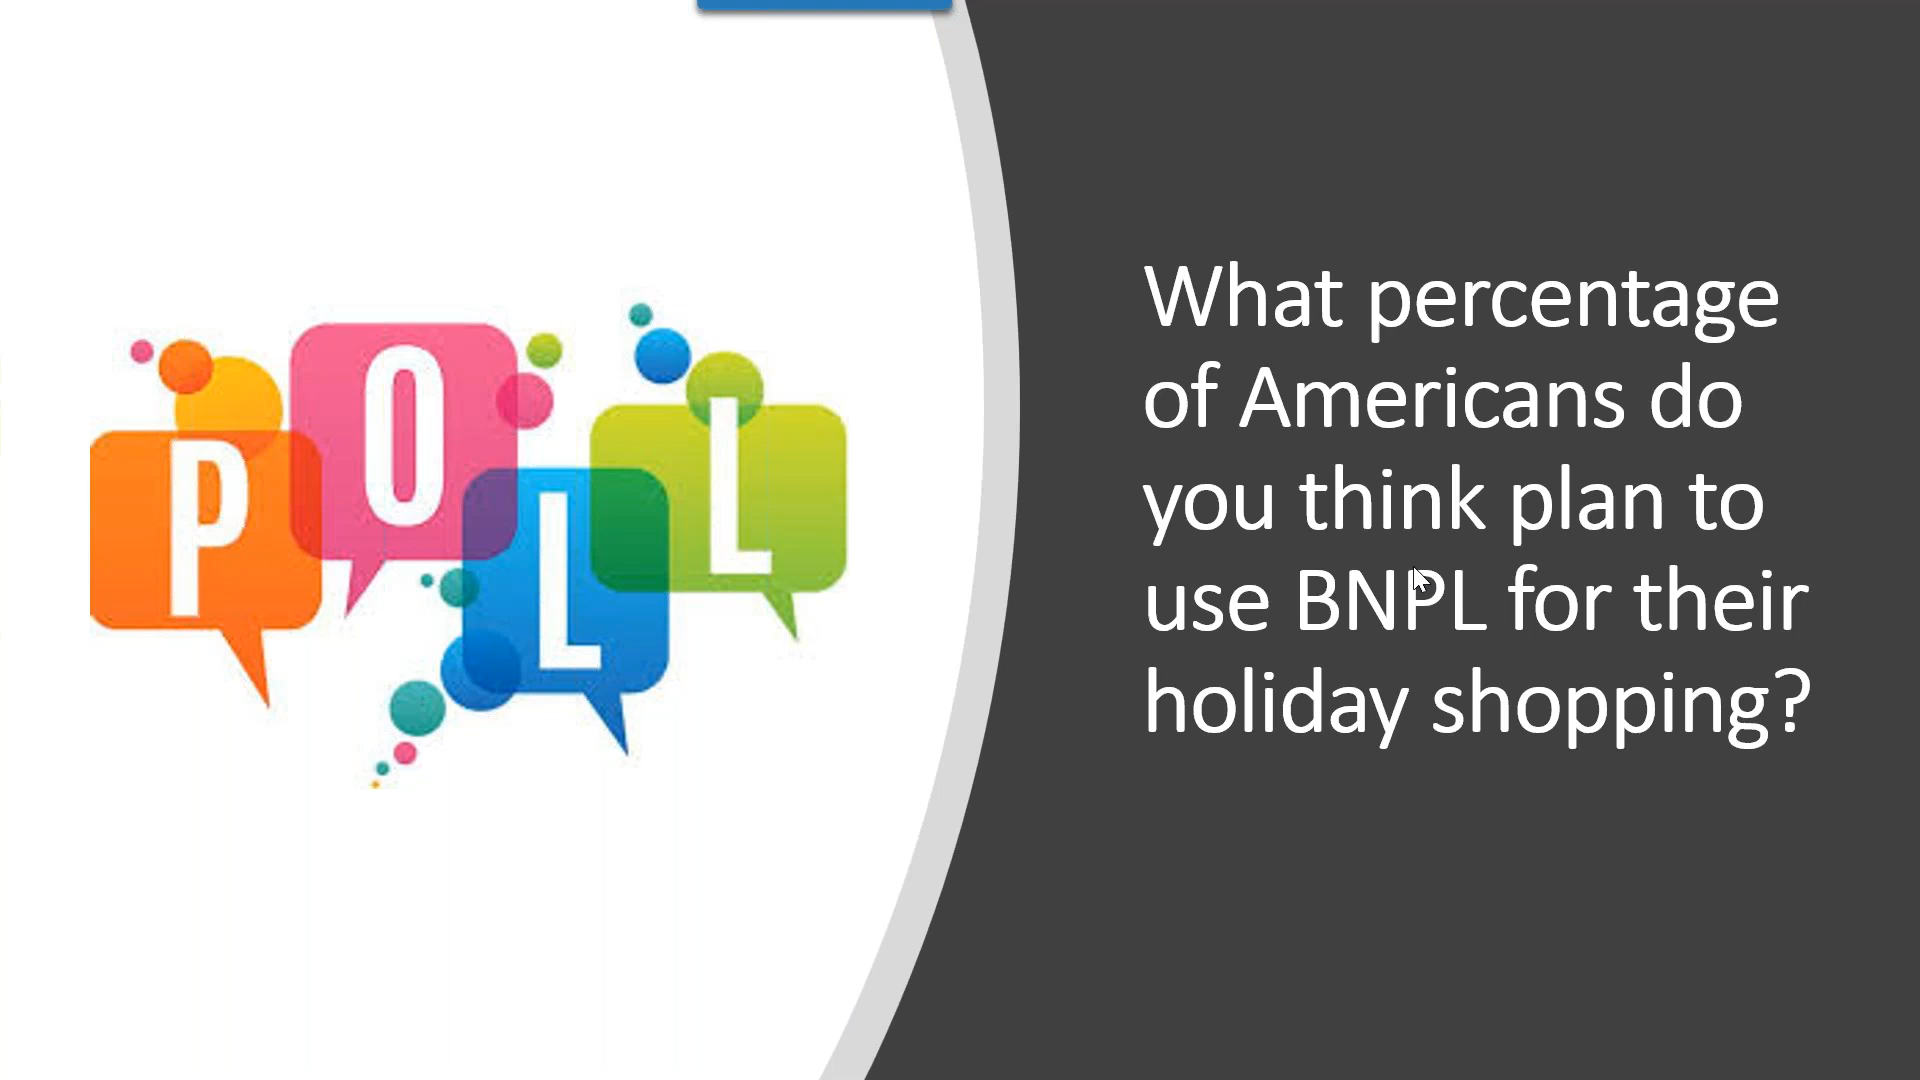 POLL
What percentage
of Americans do
you think plan to
use BNPL for their
holiday shopping?